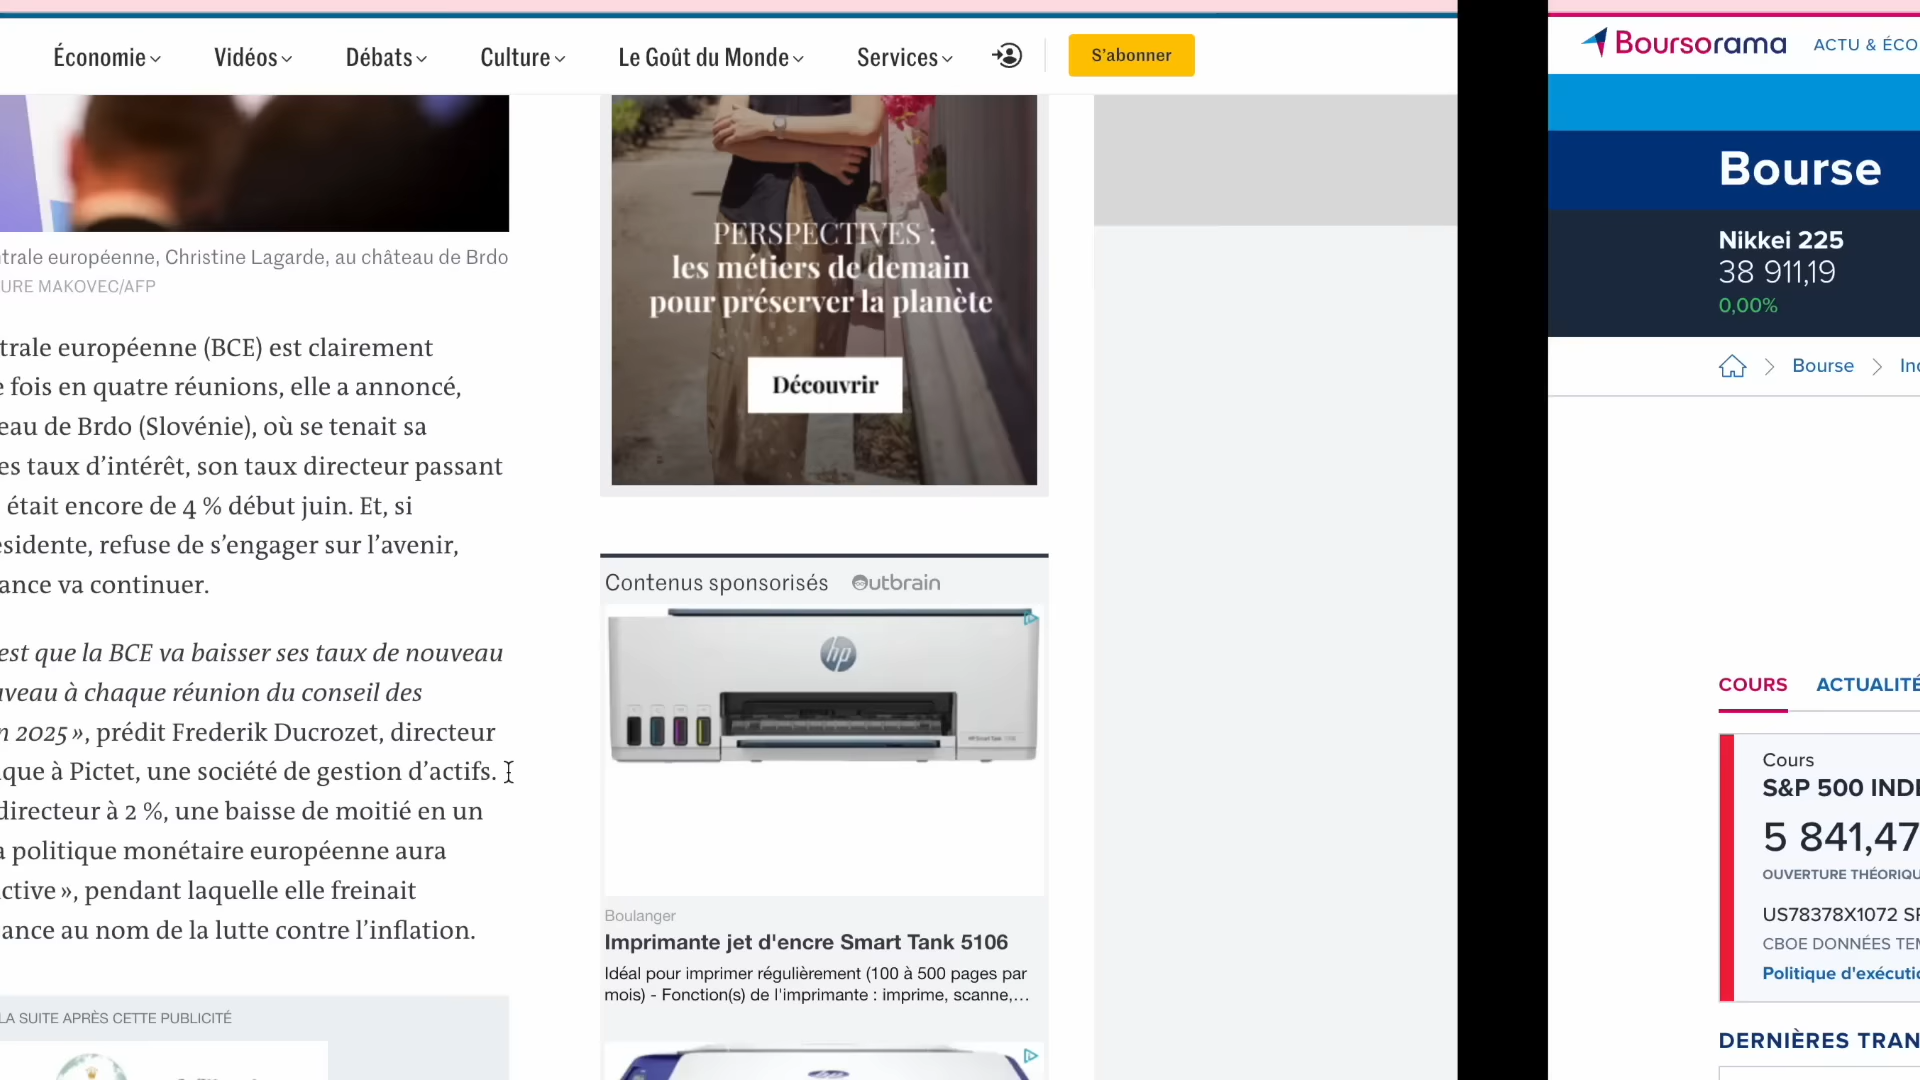 Économie
Vidéos
Débats
Culture
Le Goût du Monde
Services
S'abonner
trale européenne, Christine Lagarde, au château de Brdo
URE MAKOVEC/AFP
trale européenne (BCE) est clairement
e fois en quatre réunions, elle a annoncé,
eau de Brdo (Slovénie), où se tenait sa
es taux d'intérêt, son taux directeur passant
était encore de 4 % début juin. Et, si
ésidente, refuse de s'engager sur l'avenir,
ance va continuer.
est que la BCE va baisser ses taux de nouveau
uveau à chaque réunion du conseil des
n 2025 », prédit Frederik Ducrozet, directeur
ique à Pictet, une société de gestion d'actifs.
directeur à 2 %, une baisse de moitié en un
a politique monétaire européenne aura
ctive », pendant laquelle elle freinait
ance au nom de la lutte contre l'inflation.
LA SUITE APRÈS CETTE PUBLICITÉ
PERSPECTIVES :
les métiers de demain
pour préserver la planète
Découvrir
Contenus sponsorisés
Outbrain
hp
Boulanger
Imprimante jet d'encre Smart Tank 5106
Idéal pour imprimer régulièrement (100 à 500 pages par
mois) - Fonction(s) de l'imprimante : imprime, scanne,...
Boursorama
ACTU & ÉCO
Bourse
Nikkei 225
38 911,19
0,00%
Bourse
COURS
ACTUALITÉ
Cours
S&P 500 INDE
5 841,47
OUVERTURE THÉORIQU
US78378X1072 SP
CBOE DONNÉES TEM
Politique d'exécutio
DERNIÈRES TRAN